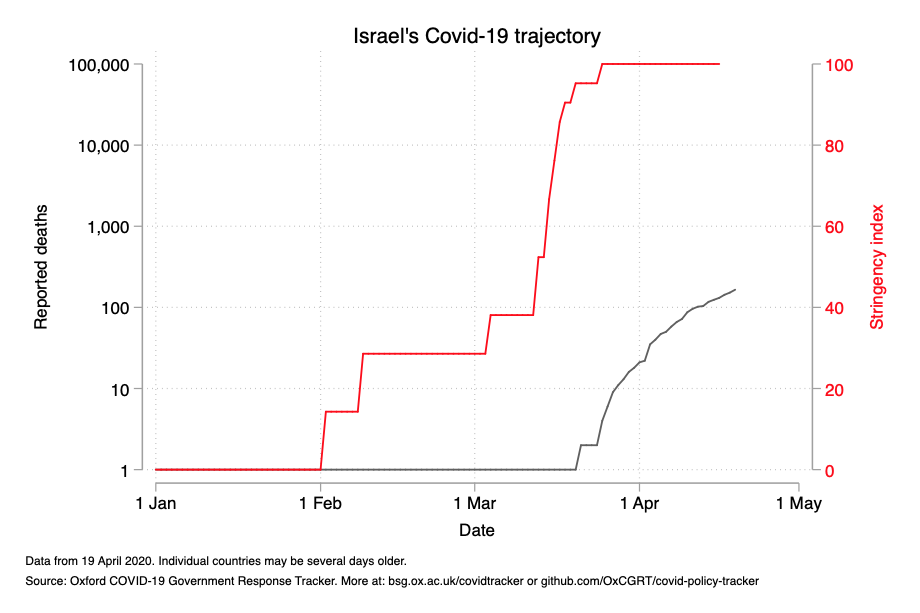 Israel's Covid-19 trajectory
100,000
10,000
1,000
100
10
1
Reported deaths
100
80
60
40
20
0
Stringency index
1 Jan
1 Feb
1 Mar
1 Apr
1 May
Date
Data from 19 April 2020. Individual countries may be several days older.
Source: Oxford COVID-19 Government Response Tracker. More at: bsg.ox.ac.uk/covidtracker or github.com/OxCGRT/covid-policy-tracker